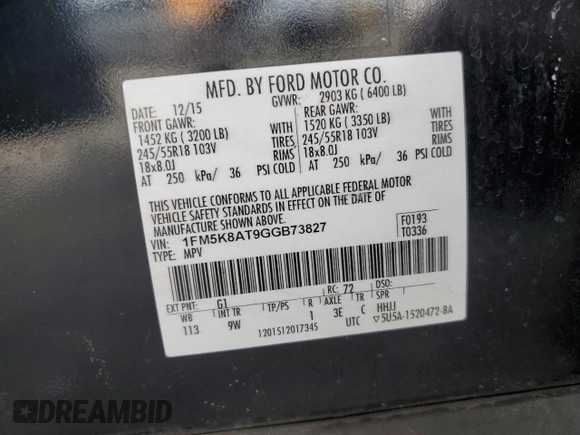 MFD. BY FORD MOTOR CO.
DATE: 12/15 GVWR: 2903 KG ( 6400 LB)
FRONT GAWR: REAR GAWR:
1452 KG ( 3200 LB) WITH 1520 KG ( 3350 LB) WITH
245/55R18 103V TIRES 245/55R18 103V TIRES
18x8.0J RIMS 18x8.0J RIMS
AT 250 kPa/ 36 PSI COLD AT 250 kPa/ 36 PSI COLD
THIS VEHICLE CONFORMS TO ALL APPLICABLE FEDERAL MOTOR
VEHICLE SAFETY STANDARDS IN EFFECT ON THE DATE OF
MANUFACTURE SHOWN ABOVE.
VIN: 1FM5K8AT9GGB73827 F0193
TYPE: MPV T0336
EXT PNT: G1 RC: 72 DSO:
WB INT TR TP/PS R AXLE TR SPR
113 9W 1 3E C HHJJ
1201512017345 UTC ▽5U5A-1520472-BA
DREAMBID